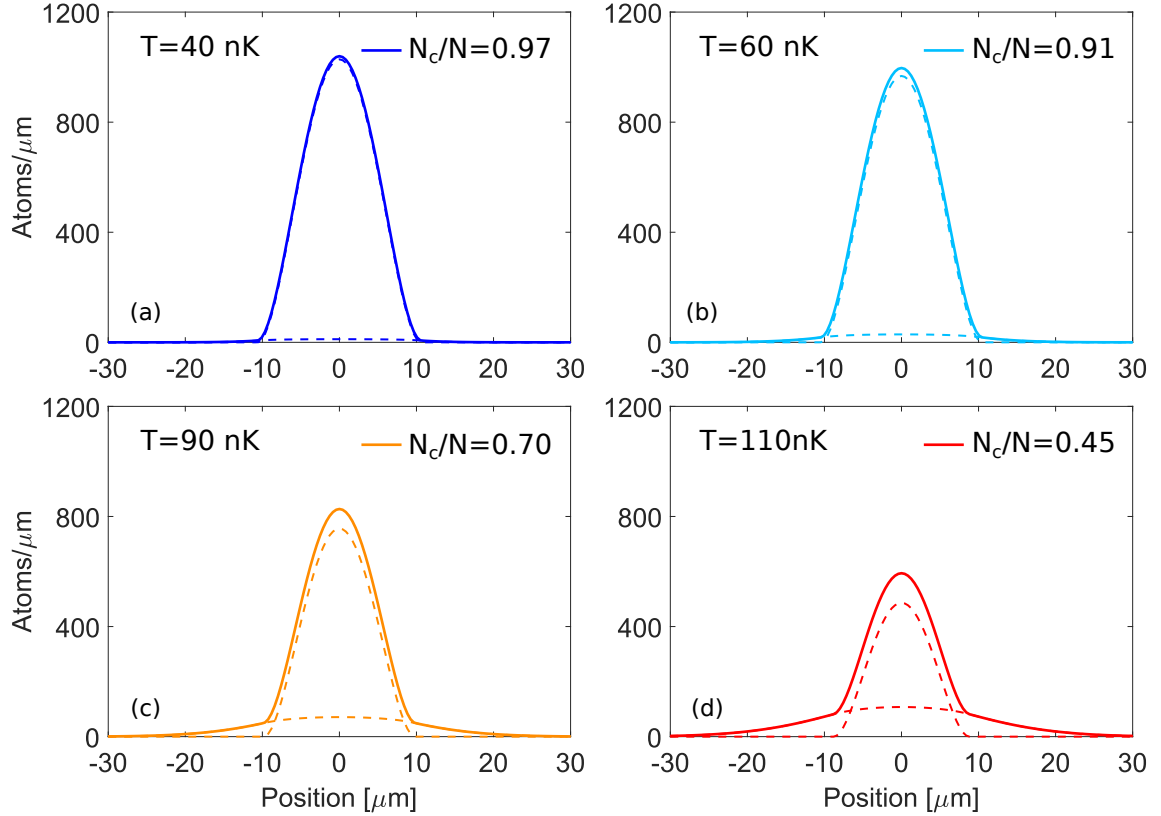 1200
800
400
0
Atoms/μm
T=40 nK
N_c/N=0.97
(a)
-30 -20 -10 0 10 20 30
1200
800
400
0
T=60 nK
N_c/N=0.91
(b)
-30 -20 -10 0 10 20 30
1200
800
400
0
Atoms/μm
T=90 nK
N_c/N=0.70
(c)
-30 -20 -10 0 10 20 30
Position [μm]
1200
800
400
0
T=110nK
N_c/N=0.45
(d)
-30 -20 -10 0 10 20 30
Position [μm]